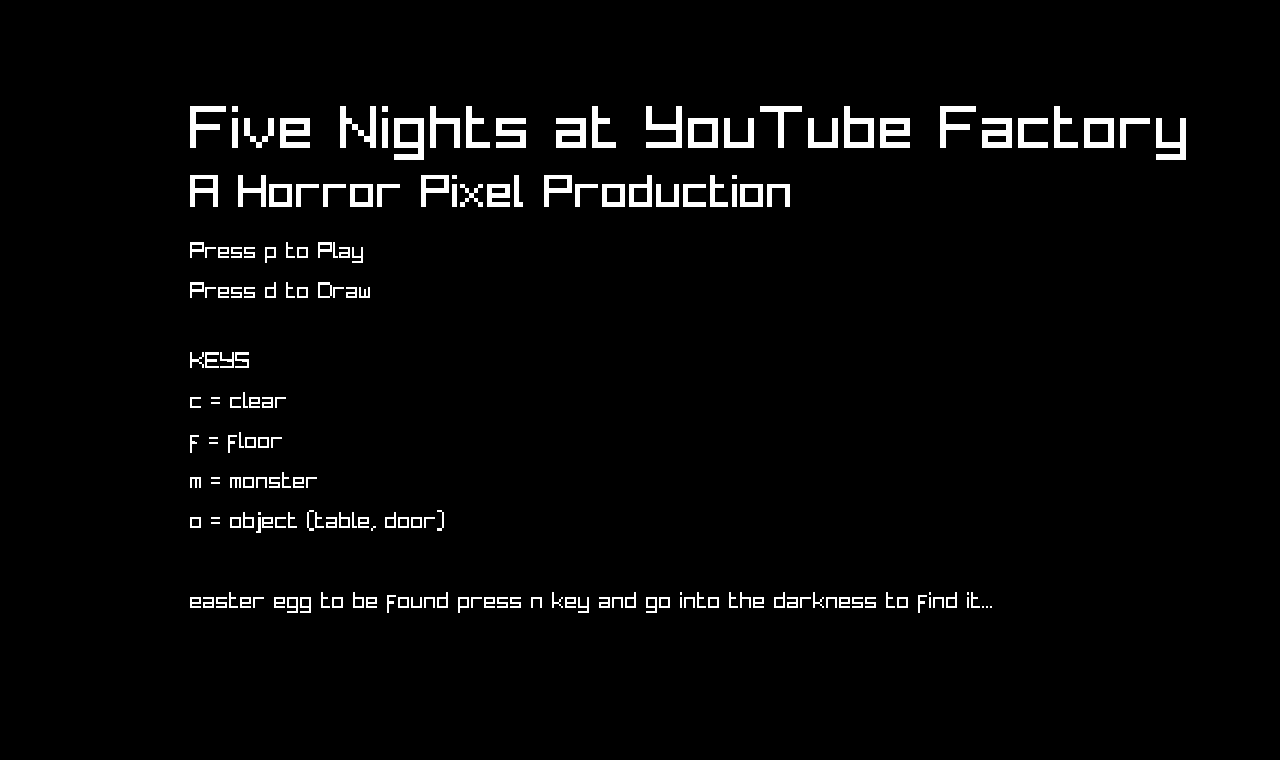 Five Nights at YouTube Factory
A Horror Pixel Production
Press p to Play
Press d to Draw
KEYS
c = clear
f = floor
m = monster
o = object (table, door)
easter egg to be found press n key and go into the darkness to find it...